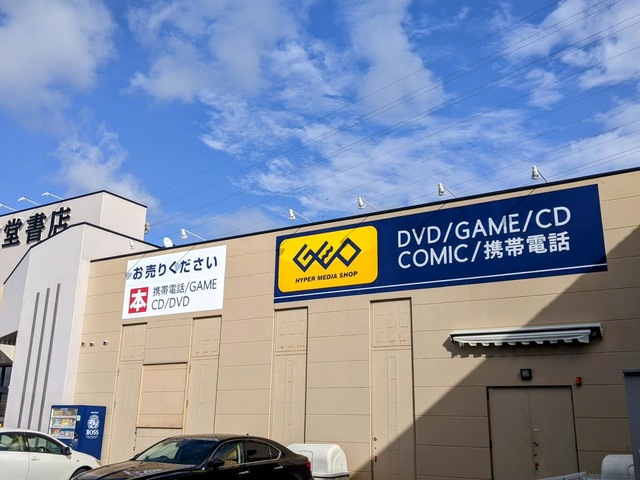 堂書店
お売りください
本
携帯電話/GAME
CD/DVD
GEO
HYPER MEDIA SHOP
DVD/GAME/CD
COMIC/携帯電話
BOSS